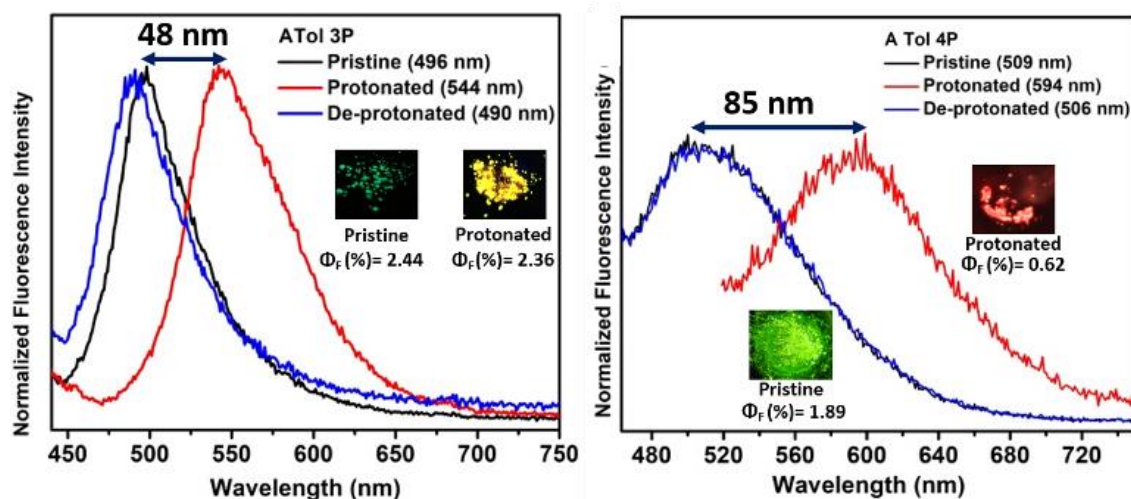 48 nm
ATol 3P
Pristine (496 nm)
Protonated (544 nm)
De-protonated (490 nm)
Pristine
ΦF (%)= 2.44
Protonated
ΦF (%)= 2.36
Normalized Fluorescence Intensity
450 500 550 600 650 700 750
Wavelength (nm)
A Tol 4P
Pristine (509 nm)
Protonated (594 nm)
De-protonated (506 nm)
85 nm
Protonated
ΦF (%)= 0.62
Pristine
ΦF (%)= 1.89
Normalized Fluorescence Intensity
480 520 560 600 640 680 720
Wavelength (nm)